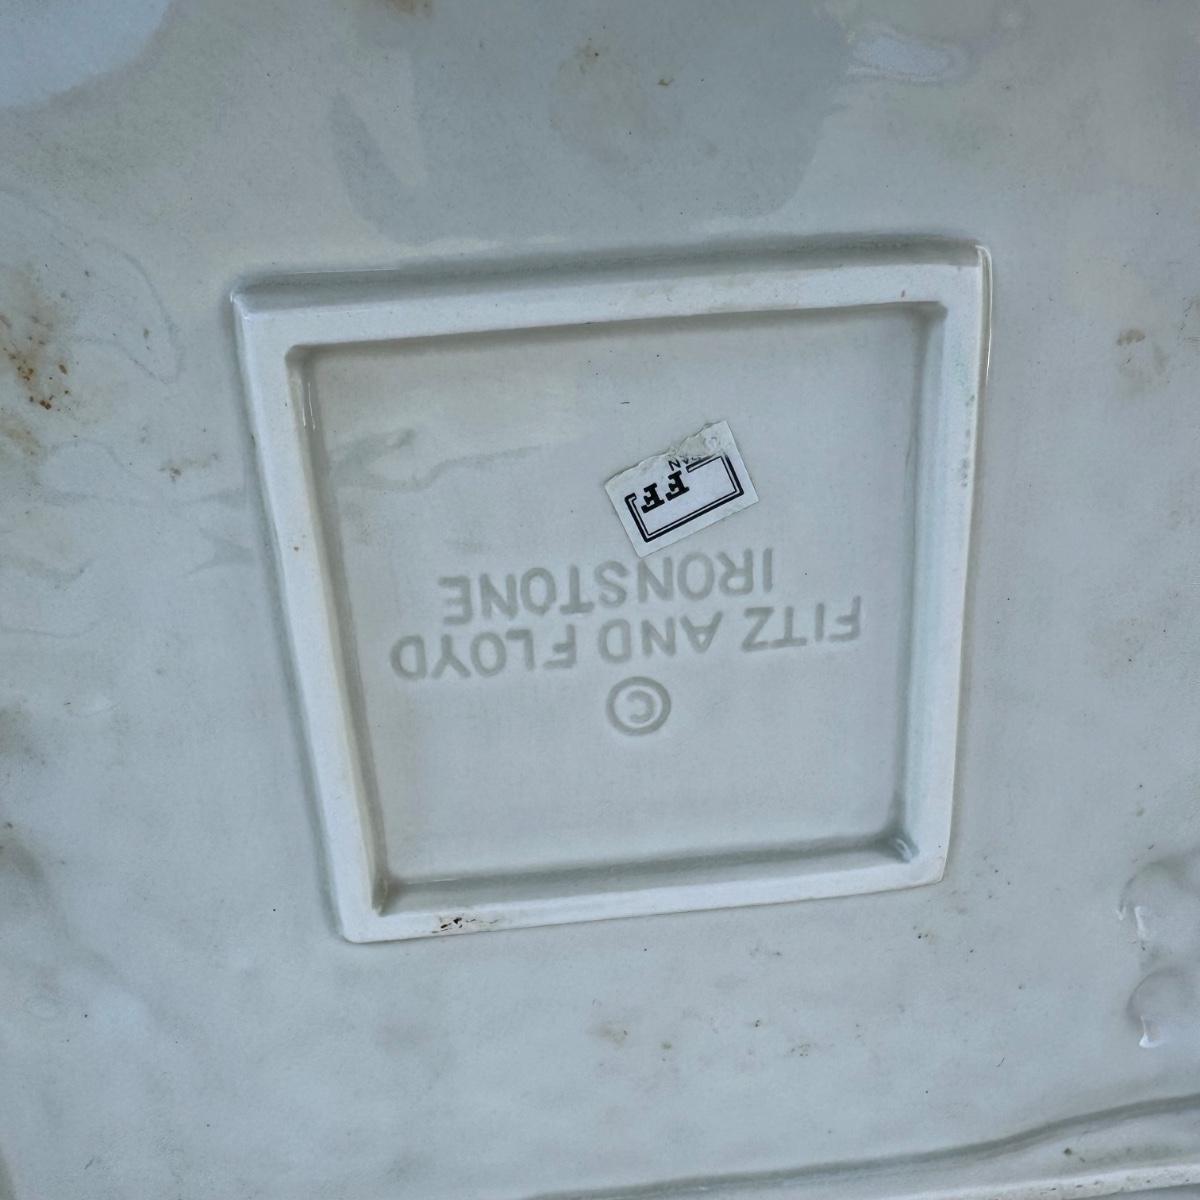 ©
FITZ AND FLOYD
IRONSTONE
FF